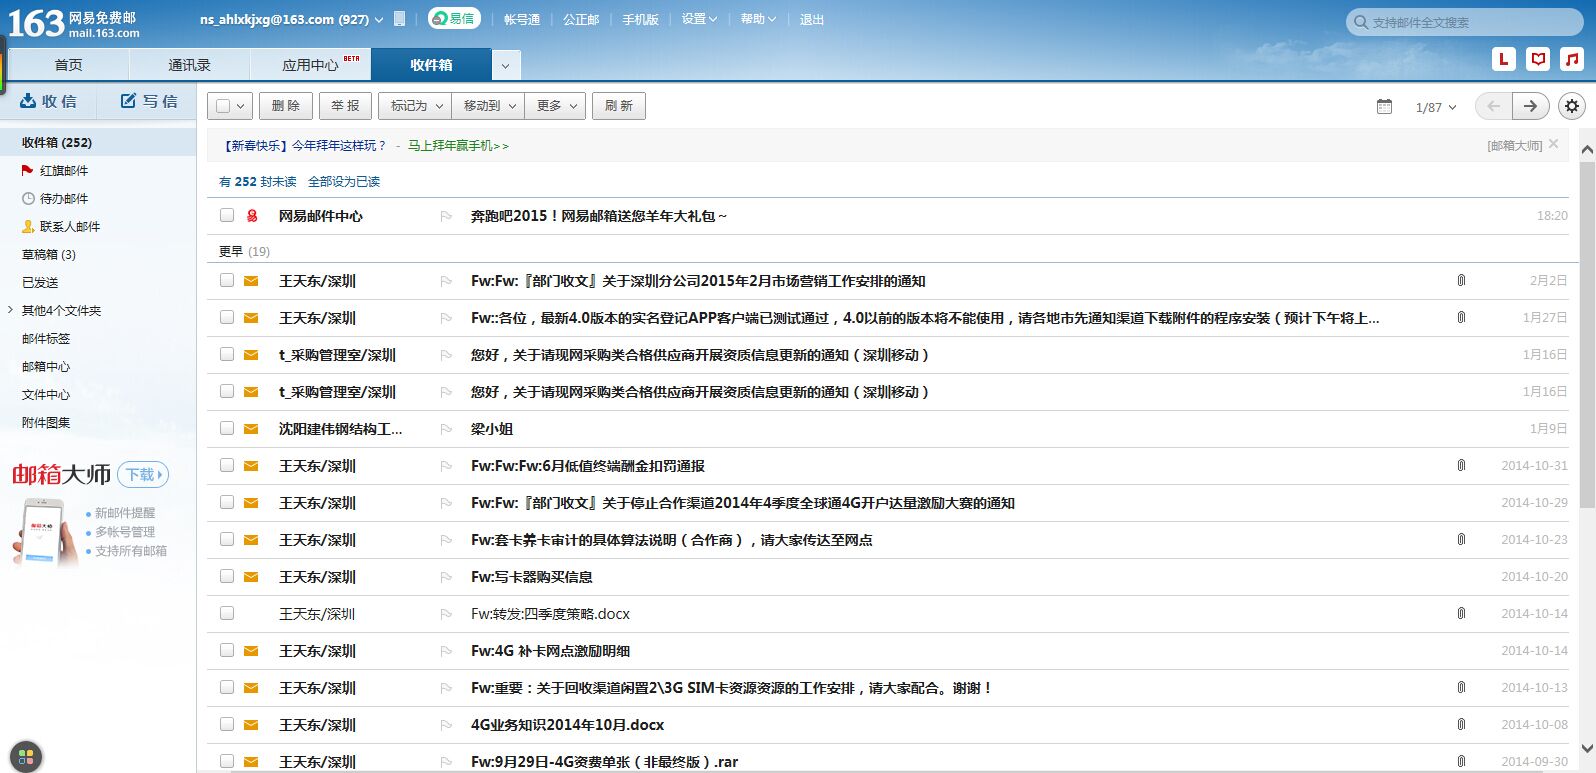 163 网易免费邮
mail.163.com
ns_ahlxkjxg@163.com (927)
易信
帐号通
公正邮
手机版
设置
帮助
退出
支持邮件全文搜索
首页
通讯录
应用中心 BETA
收件箱
收信
写信
删 除
举 报
标记为
移动到
更多
刷 新
1/87
收件箱 (252)
红旗邮件
待办邮件
联系人邮件
草稿箱 (3)
已发送
其他4个文件夹
邮件标签
邮箱中心
文件中心
附件图集
邮箱大师 下载
新邮件提醒
多帐号管理
支持所有邮箱
【新春快乐】今年拜年这样玩？ - 马上拜年赢手机>> [邮箱大师]
有 252 封未读 全部设为已读
网易邮件中心 奔跑吧2015！网易邮箱送您羊年大礼包～ 18:20
更早 (19)
王天东/深圳 Fw:Fw:『部门收文』关于深圳分公司2015年2月市场营销工作安排的通知 2月2日
王天东/深圳 Fw::各位，最新4.0版本的实名登记APP客户端已测试通过，4.0以前的版本将不能使用，请各地市先通知渠道下载附件的程序安装（预计下午将上... 1月27日
t_采购管理室/深圳 您好，关于请现网采购类合格供应商开展资质信息更新的通知（深圳移动） 1月16日
t_采购管理室/深圳 您好，关于请现网采购类合格供应商开展资质信息更新的通知（深圳移动） 1月16日
沈阳建伟钢结构工... 梁小姐 1月9日
王天东/深圳 Fw:Fw:Fw:6月低值终端酬金扣罚通报 2014-10-31
王天东/深圳 Fw:Fw:『部门收文』关于停止合作渠道2014年4季度全球通4G开户达量激励大赛的通知 2014-10-29
王天东/深圳 Fw:套卡养卡审计的具体算法说明（合作商），请大家传达至网点 2014-10-23
王天东/深圳 Fw:写卡器购买信息 2014-10-20
王天东/深圳 Fw:转发:四季度策略.docx 2014-10-14
王天东/深圳 Fw:4G 补卡网点激励明细 2014-10-14
王天东/深圳 Fw:重要：关于回收渠道闲置2\3G SIM卡资源资源的工作安排，请大家配合。谢谢！ 2014-10-13
王天东/深圳 4G业务知识2014年10月.docx 2014-10-08
王天东/深圳 Fw:9月29日-4G资费单张（非最终版）.rar 2014-09-30